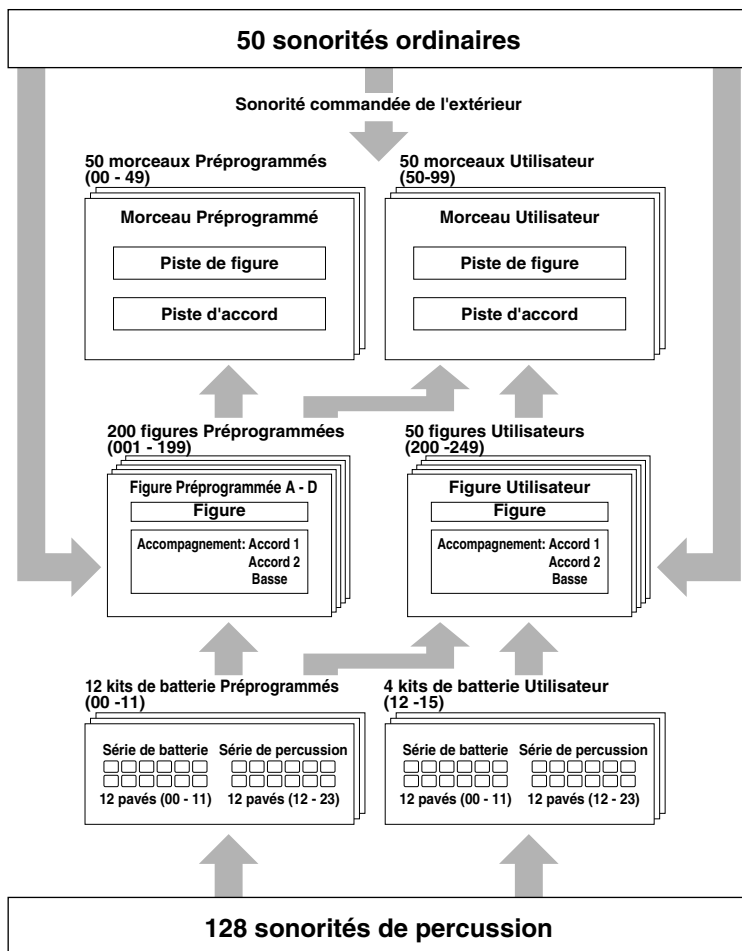 50 sonorités ordinaires
Sonorité commandée de l'extérieur
50 morceaux Préprogrammés
(00 - 49)
Morceau Préprogrammé
Piste de figure
Piste d'accord
50 morceaux Utilisateur
(50-99)
Morceau Utilisateur
Piste de figure
Piste d'accord
200 figures Préprogrammées
(001 - 199)
Figure Préprogrammée A - D
Figure
Accompagnement: Accord 1
Accord 2
Basse
50 figures Utilisateurs
(200 -249)
Figure Utilisateur
Figure
Accompagnement: Accord 1
Accord 2
Basse
12 kits de batterie Préprogrammés
(00 -11)
Série de batterie Série de percussion
12 pavés (00 - 11) 12 pavés (12 - 23)
4 kits de batterie Utilisateur
(12 -15)
Série de batterie Série de percussion
12 pavés (00 - 11) 12 pavés (12 - 23)
128 sonorités de percussion